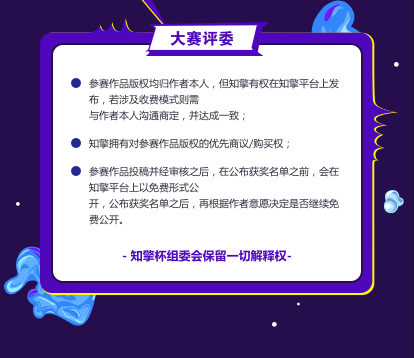 大赛评委
参赛作品版权均归作者本人，但知擎有权在知擎平台上发
布，若涉及收费模式则需
与作者本人沟通商定，并达成一致；
知擎拥有对参赛作品版权的优先商议/购买权；
参赛作品投稿并经审核之后，在公布获奖名单之前，会在
知擎平台上以免费形式公
开，公布获奖名单之后，再根据作者意愿决定是否继续免
费公开。
- 知擎杯组委会保留一切解释权-